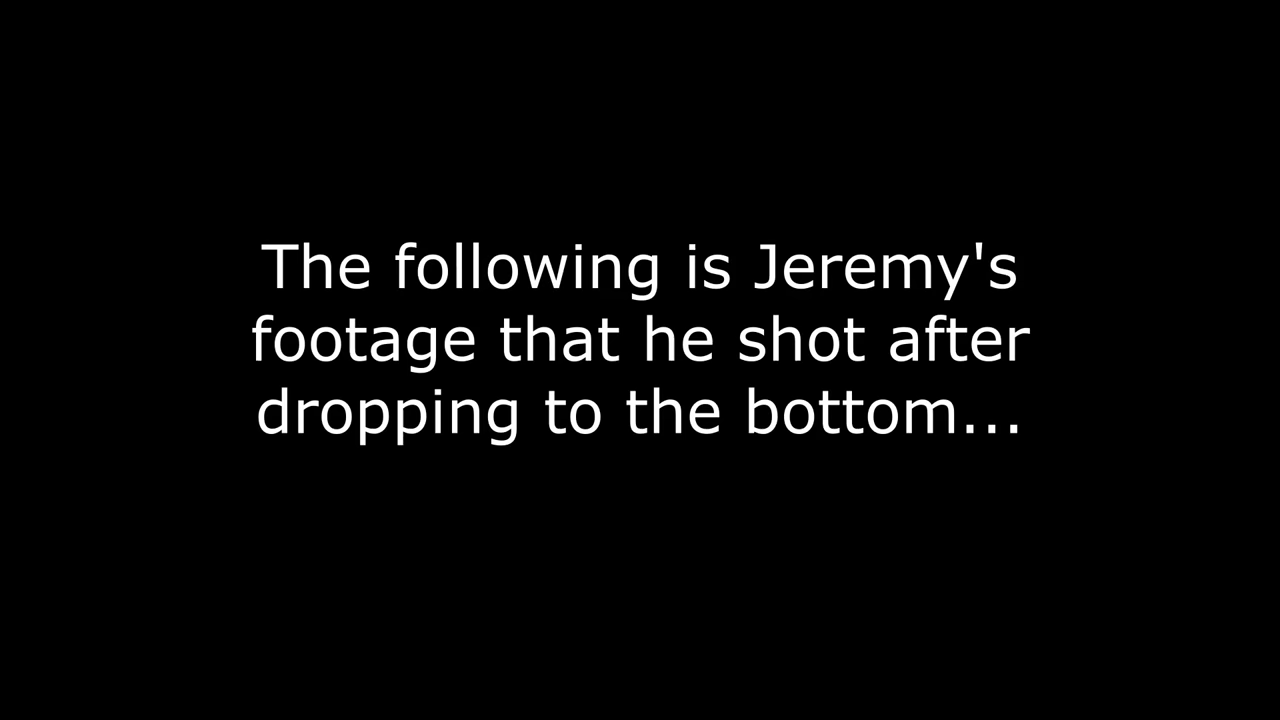 The following is Jeremy's
footage that he shot after
dropping to the bottom...